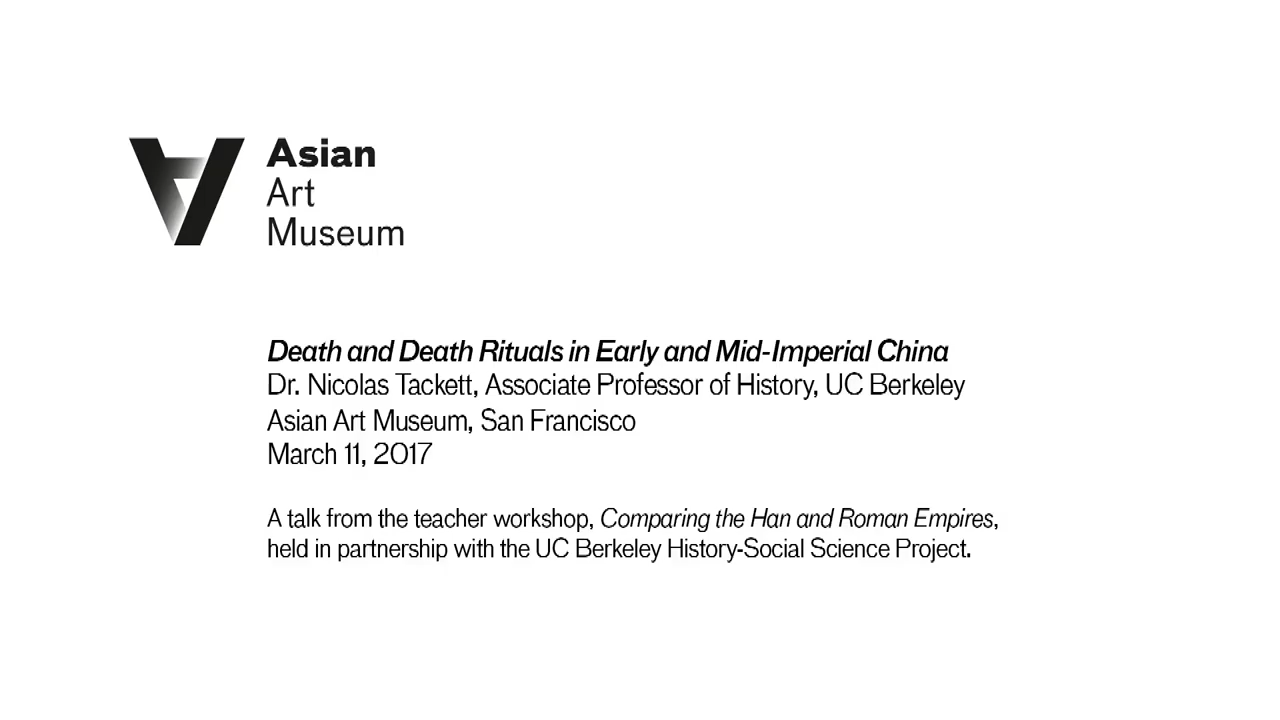 Asian
Art
Museum
Death and Death Rituals in Early and Mid-Imperial China
Dr. Nicolas Tackett, Associate Professor of History, UC Berkeley
Asian Art Museum, San Francisco
March 11, 2017
A talk from the teacher workshop, Comparing the Han and Roman Empires,
held in partnership with the UC Berkeley History-Social Science Project.